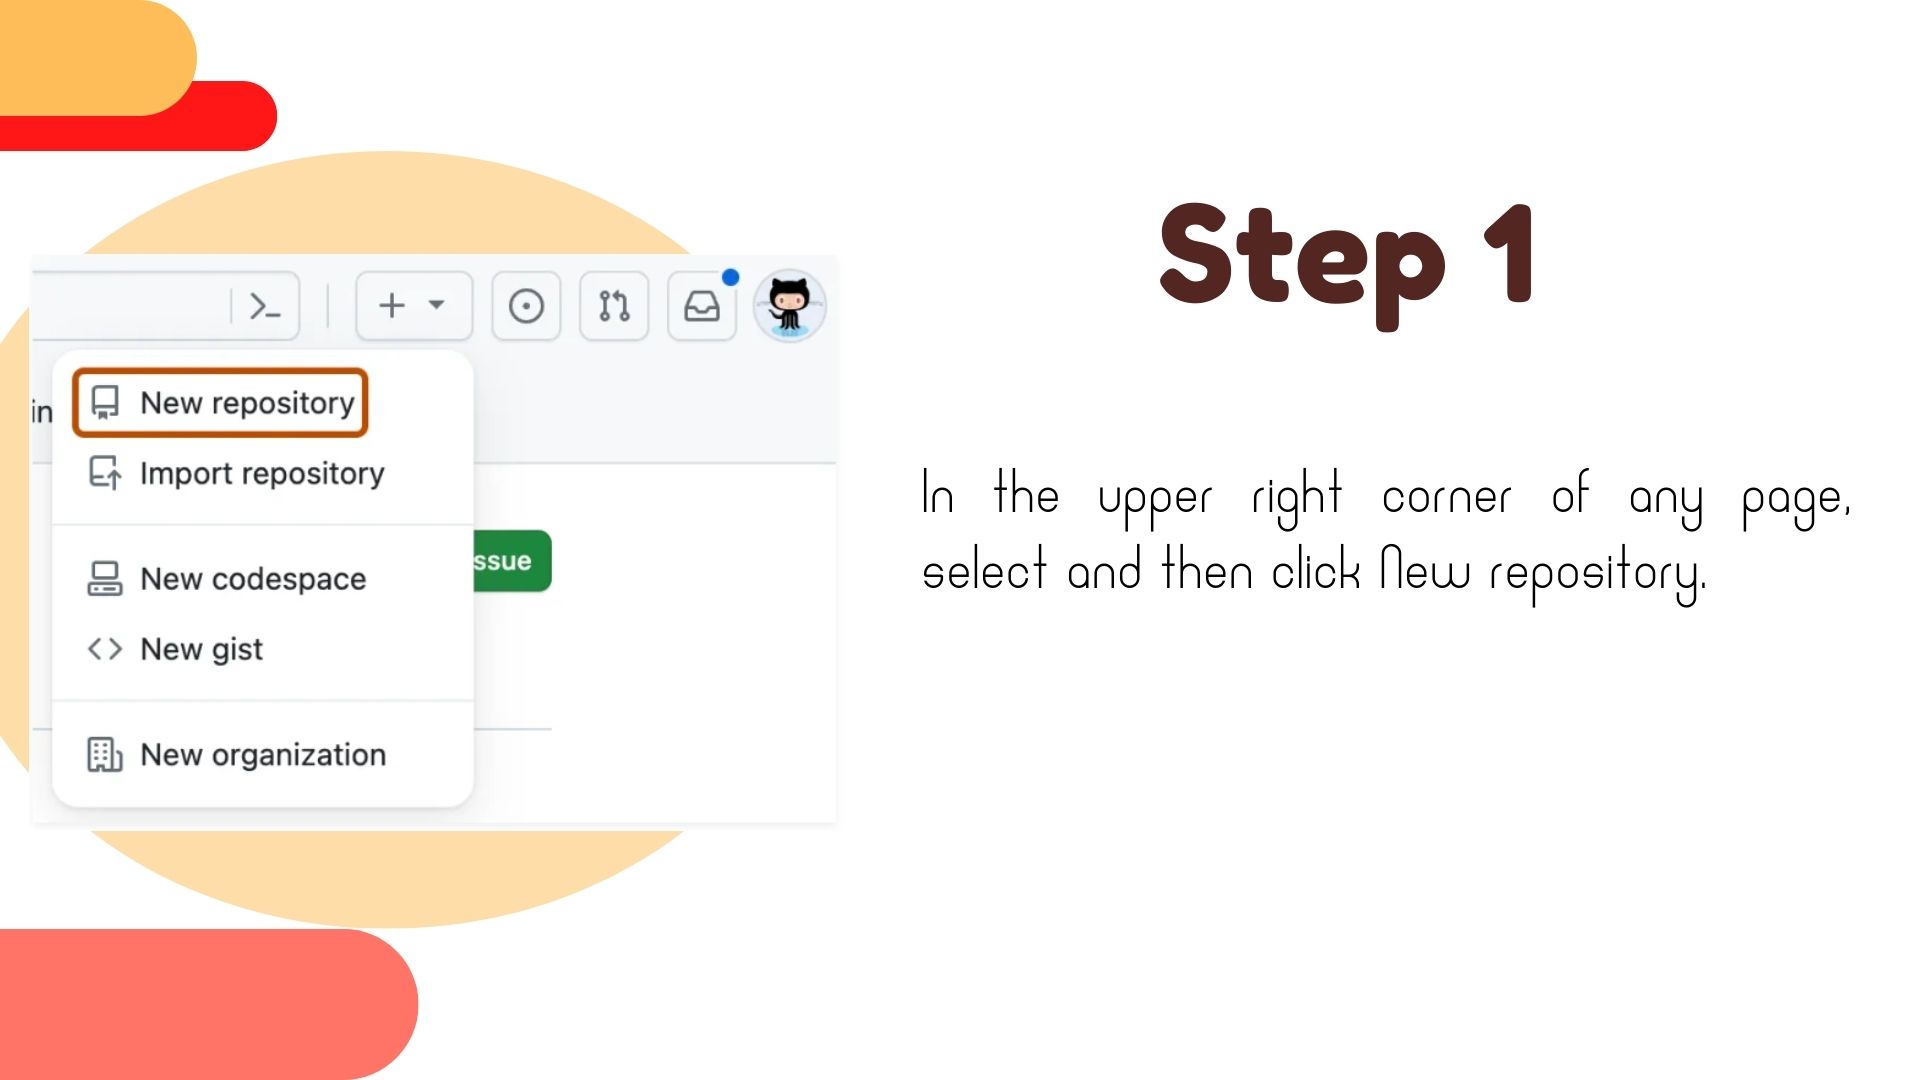 Step 1
in
New repository
Import repository
ssue
New codespace
New gist
New organization
In the upper right corner of any page,
select and then click New repository.